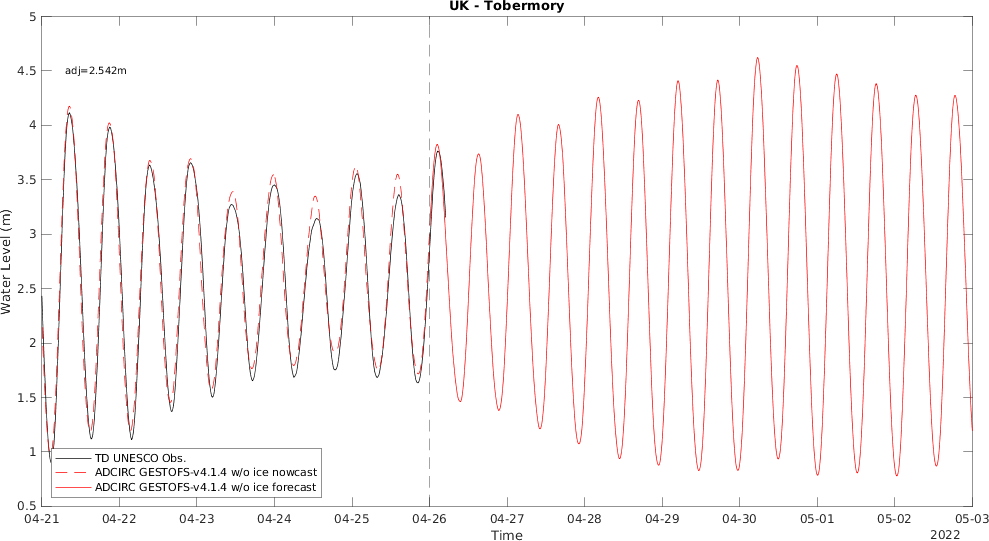 UK - Tobermory
5
4.5
4
3.5
3
2.5
2
1.5
1
0.5
Water Level (m)
adj=2.542m
TD UNESCO Obs.
ADCIRC GESTOFS-v4.1.4 w/o ice nowcast
ADCIRC GESTOFS-v4.1.4 w/o ice forecast
04-21 04-22 04-23 04-24 04-25 04-26 04-27 04-28 04-29 04-30 05-01 05-02 05-03
Time
2022